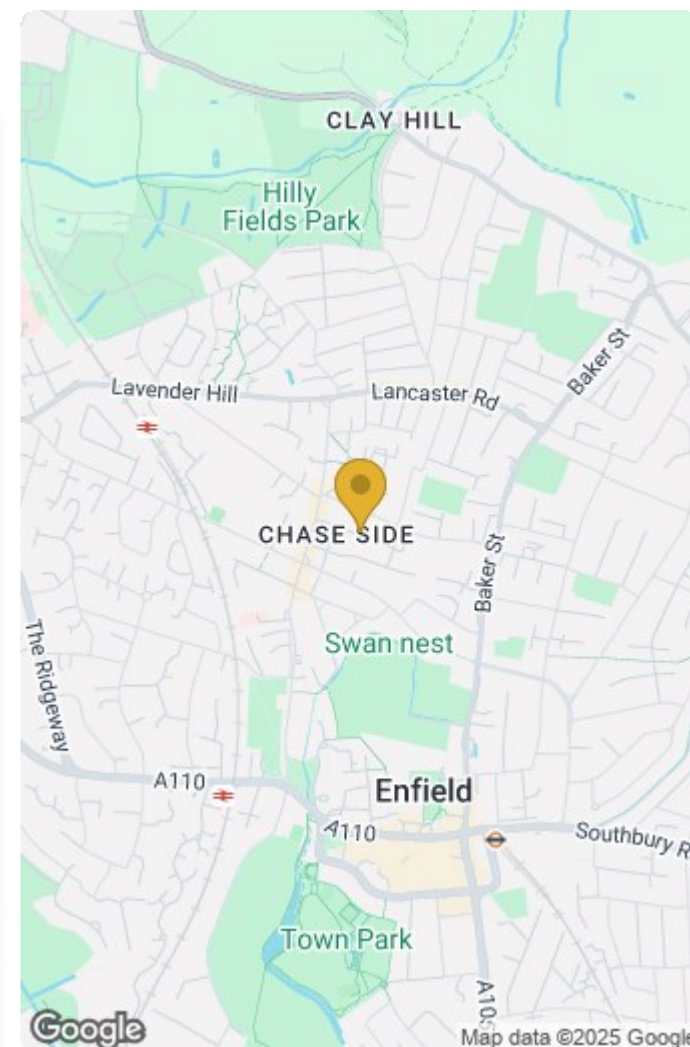 CLAY HILL
Hilly
Fields Park
Baker St
Lavender Hill
Lancaster Rd
CHASE SIDE
Baker St
The Ridgeway
Swan nest
A110
Enfield
A110
Southbury R
Town Park
A105
Google
Map data ©2025 Google